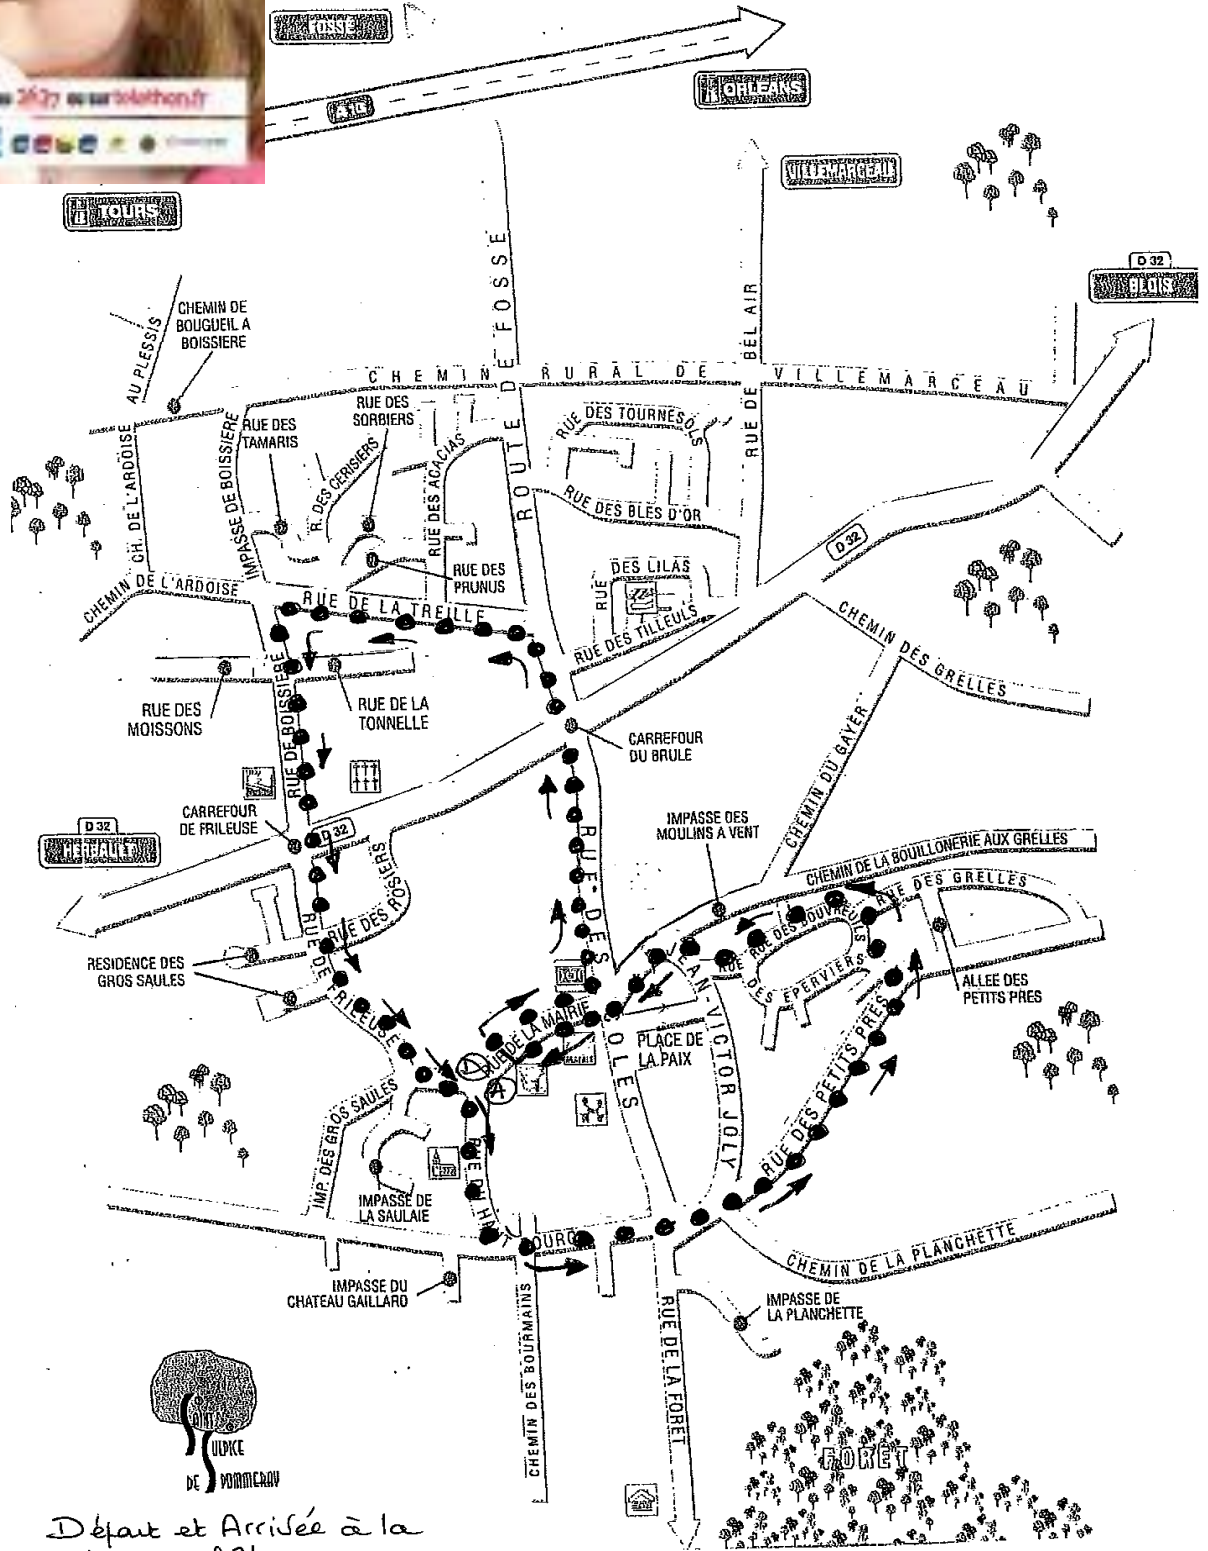 FOSSE
3637 ou sur telethon.fr
A 10
ORLEANS
VILLEMARCEAU
TOURS
D 32
BLOIS
CHEMIN DE
BOUGUEIL A
BOISSIERE
AU PLESSIS
ROUTE DE FOSSE
RUE DE BEL AIR
CHEMIN RURAL DE VILLEMARCEAU
RUE DES
SORBIERS
RUE DES
TAMARIS
RUE DES TOURNESOLS
R. DES CERISIERS
RUE DES ACACIAS
IMPASSE DE BOISSIERE
CH. DE L'ARDOISE
RUE DES BLES D'OR
D 32
RUE DES
PRUNUS
RUE DES LILAS
CHEMIN DE L'ARDOISE
RUE DE LA TREILLE
RUE DES TILLEULS
CHEMIN DES GRELLES
RUE DES
MOISSONS
RUE DE BOISSIERE
RUE DE LA
TONNELLE
CARREFOUR
DU BRULE
CHEMIN DU GAYER
CARREFOUR
DE FRILEUSE
D 32
D 32
HERBAULT
IMPASSE DES
MOULINS A VENT
CHEMIN DE LA BOUILLONERIE AUX GRELLES
RUE DES GRELLES
RUE DES ROSIERS
RUE DES ECOLES
RUE DES BOUVREUILS
RUE DES EPERVIERS
RESIDENCE DES
GROS SAULES
RUE DE FRILEUSE
ALLEE DES
PETITS PRES
RUE JEAN-VICTOR JOLY
RUE DE LA MAIRIE
MAIRIE
D
A
PLACE DE
LA PAIX
RUE DES PETITS PRES
IMP. DES GROS SAULES
IMPASSE DE
LA SAULAIE
RUE DU HAUT BOURG
IMPASSE DU
CHATEAU GAILLARD
CHEMIN DE LA PLANCHETTE
IMPASSE DE
LA PLANCHETTE
CHEMIN DES BOURMAINS
RUE DE LA FORET
FORÊT
SAINT
SULPICE
DE POMMERAY
Départ et Arrivée à la